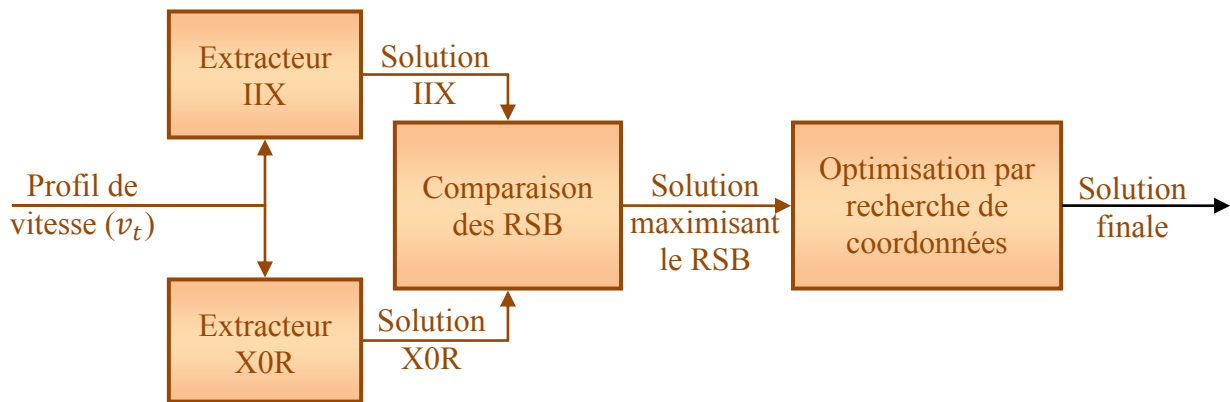 Profil de
vitesse (v_t)
Extracteur
IIX
Extracteur
X0R
Solution
IIX
Solution
X0R
Comparaison
des RSB
Solution
maximisant
le RSB
Optimisation par
recherche de
coordonnées
Solution
finale